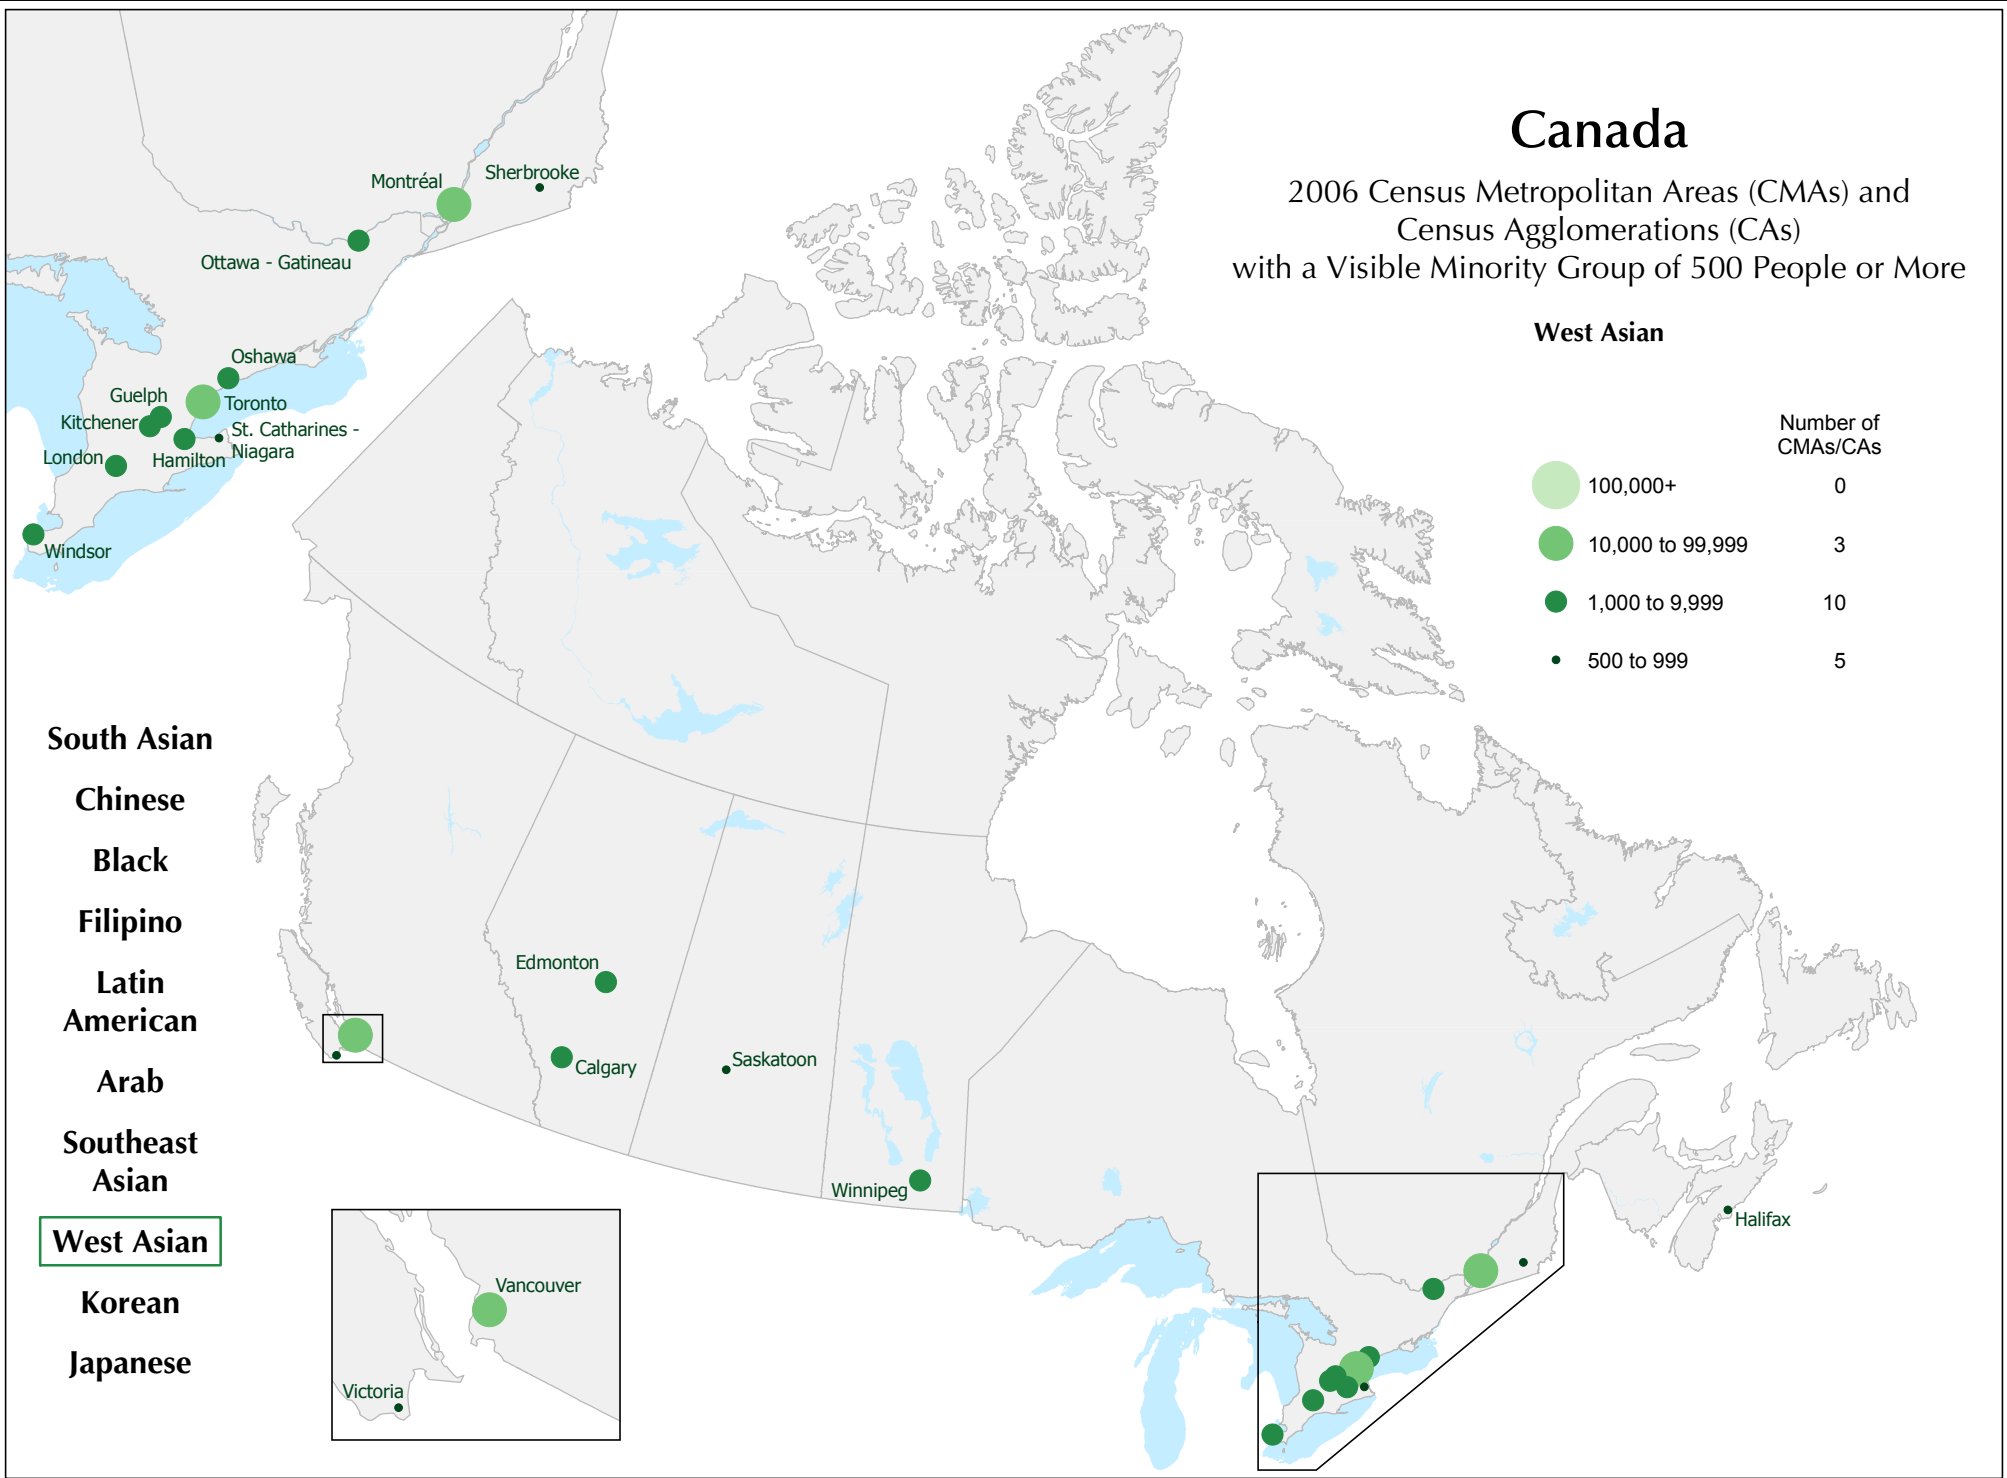 Canada
2006 Census Metropolitan Areas (CMAs) and
Census Agglomerations (CAs)
with a Visible Minority Group of 500 People or More
West Asian
Number of
CMAs/CAs
100,000+ 0
10,000 to 99,999 3
1,000 to 9,999 10
500 to 999 5
Montréal
Sherbrooke
Ottawa - Gatineau
Oshawa
Guelph
Toronto
Kitchener
St. Catharines -
Niagara
London
Hamilton
Windsor
South Asian
Chinese
Black
Filipino
Latin
American
Arab
Southeast
Asian
West Asian
Korean
Japanese
Edmonton
Calgary
Saskatoon
Winnipeg
Halifax
Vancouver
Victoria